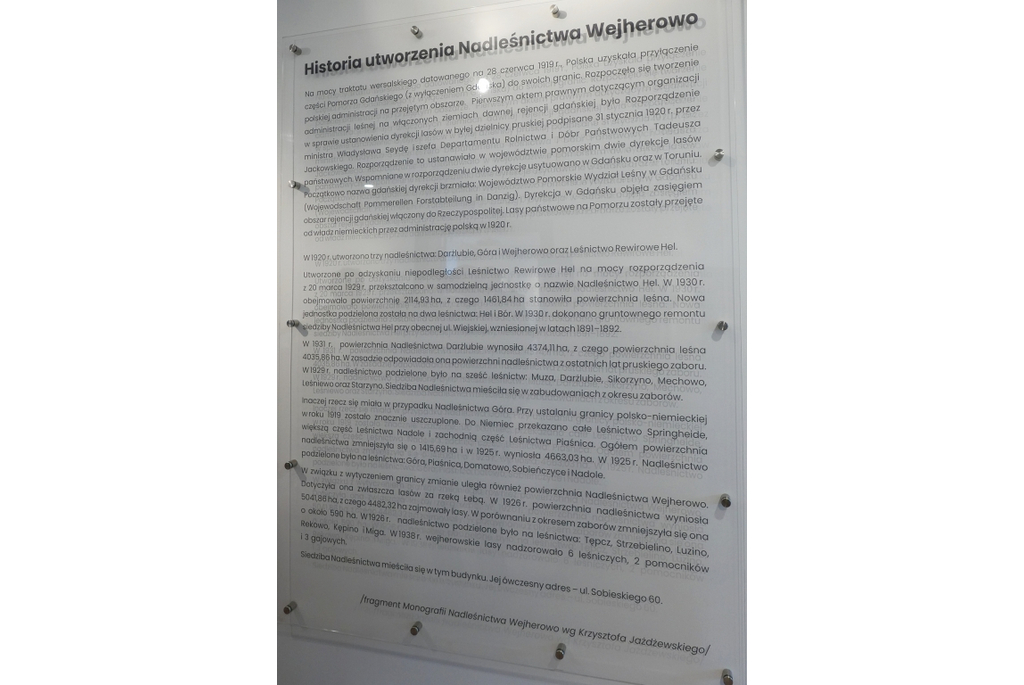 Historia utworzenia Nadleśnictwa Wejherowo
Na mocy traktatu wersalskiego datowanego na 28 czerwca 1919 r., Polska uzyskała przyłączenie
części Pomorza Gdańskiego (z wyłączeniem Gdańska) do swoich granic. Rozpoczęła się tworzenie
polskiej administracji na przejętym obszarze. Pierwszym aktem prawnym dotyczącym organizacji
administracji leśnej na włączonych ziemiach dawnej rejencji gdańskiej było Rozporządzenie
w sprawie ustanowienia dyrekcji lasów w byłej dzielnicy pruskiej podpisane 31 stycznia 1920 r. przez
ministra Władysława Seydę i szefa Departamentu Rolnictwa i Dóbr Państwowych Tadeusza
Jackowskiego. Rozporządzenie to ustanawiało w województwie pomorskim dwie dyrekcje lasów
państwowych. Wspomniane w rozporządzeniu dwie dyrekcje usytuowano w Gdańsku oraz w Toruniu.
Początkowo nazwa gdańskiej dyrekcji brzmiała: Województwo Pomorskie Wydział Leśny w Gdańsku
(Wojewodschaft Pommerellen Forstabteilung in Danzig). Dyrekcja w Gdańsku objęła zasięgiem
obszar rejencji gdańskiej włączony do Rzeczypospolitej. Lasy państwowe na Pomorzu zostały przejęte
od władz niemieckich przez administrację polską w 1920 r.
W 1920 r. utworzono trzy nadleśnictwa: Darżlubie, Góra i Wejherowo oraz Leśnictwo Rewirowe Hel.
Utworzone po odzyskaniu niepodległości Leśnictwo Rewirowe Hel na mocy rozporządzenia
z 20 marca 1929 r. przekształcono w samodzielną jednostkę o nazwie Nadleśnictwo Hel. W 1930 r.
obejmowało powierzchnię 2114,93 ha, z czego 1461,84 ha stanowiła powierzchnia leśna. Nowa
jednostka podzielona została na dwa leśnictwa: Hel i Bór. W 1930 r. dokonano gruntownego remontu
siedziby Nadleśnictwa Hel przy obecnej ul. Wiejskiej, wzniesionej w latach 1891–1892.
W 1931 r. powierzchnia Nadleśnictwa Darżlubie wynosiła 4374,11 ha, z czego powierzchnia leśna
4035,86 ha. W zasadzie odpowiadała ona powierzchni nadleśnictwa z ostatnich lat pruskiego zaboru.
W 1929 r. nadleśnictwo podzielone było na sześć leśnictw: Muza, Darżlubie, Sikorzyno, Mechowo,
Leśniewo oraz Starzyno. Siedziba Nadleśnictwa mieściła się w zabudowaniach z okresu zaborów.
Inaczej rzecz się miała w przypadku Nadleśnictwa Góra. Przy ustalaniu granicy polsko-niemieckiej
w roku 1919 zostało znacznie uszczuplone. Do Niemiec przekazano całe Leśnictwo Springheide,
większą część Leśnictwa Nadole i zachodnią część Leśnictwa Piaśnica. Ogółem powierzchnia
nadleśnictwa zmniejszyła się o 1415,69 ha i w 1925 r. wyniosła 4663,03 ha. W 1925 r. Nadleśnictwo
podzielone było na leśnictwa: Góra, Piaśnica, Domatowo, Sobieńczyce i Nadole.
W związku z wytyczeniem granicy zmianie uległa również powierzchnia Nadleśnictwa Wejherowo.
Dotyczyła ona zwłaszcza lasów za rzeką Łebą. W 1926 r. powierzchnia nadleśnictwa wyniosła
5041,86 ha, z czego 4482,32 ha zajmowały lasy. W porównaniu z okresem zaborów zmniejszyła się ona
o około 590 ha. W 1926 r. nadleśnictwo podzielone było na leśnictwa: Tępcz, Strzebielino, Luzino,
Rekowo, Kępino i Miga. W 1938 r. wejherowskie lasy nadzorowało 6 leśniczych, 2 pomocników
i 3 gajowych.
Siedziba Nadleśnictwa mieściła się w tym budynku. Jej ówczesny adres – ul. Sobieskiego 60.
/fragment Monografii Nadleśnictwa Wejherowo wg Krzysztofa Jażdżewskiego/